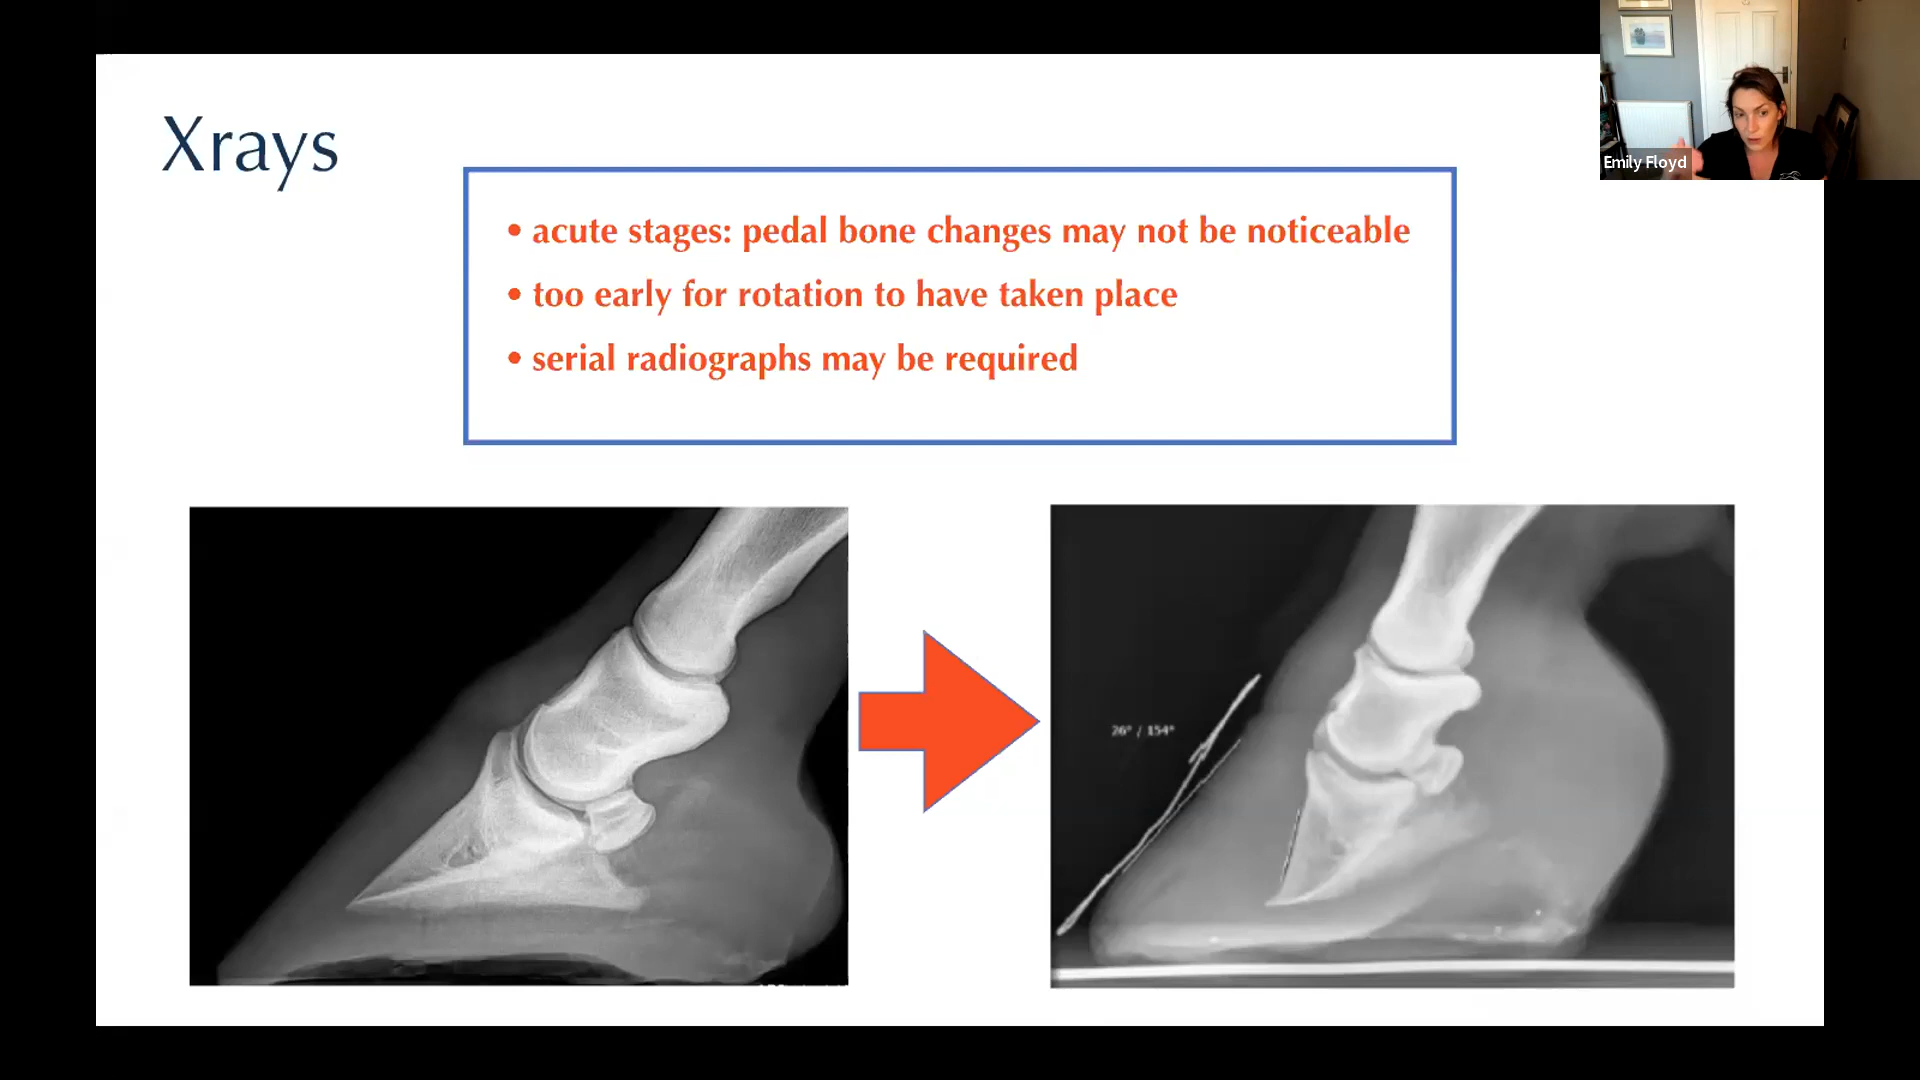 Emily Floyd
Xrays
• acute stages: pedal bone changes may not be noticeable
• too early for rotation to have taken place
• serial radiographs may be required
26° / 154°